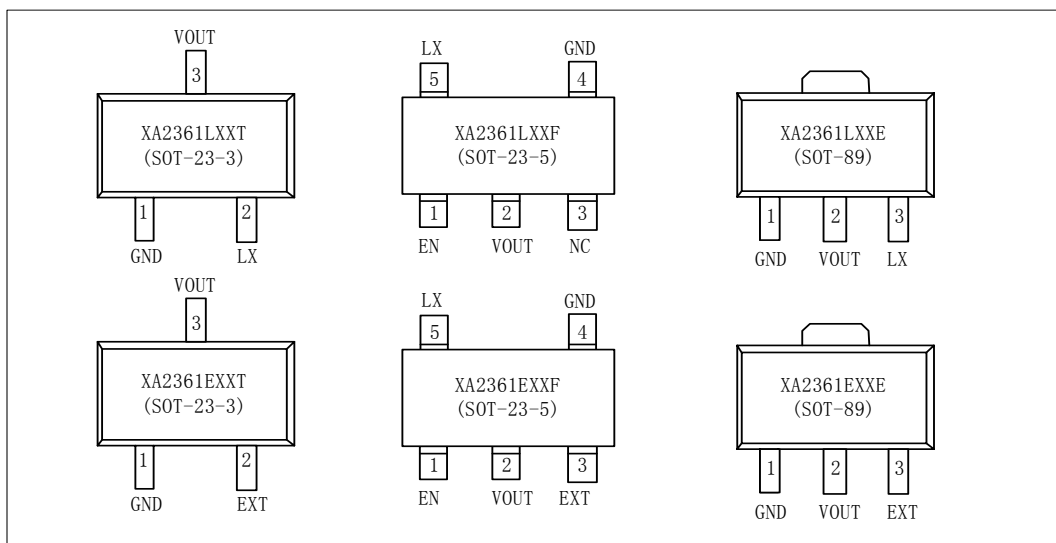 VOUT
3
XA2361LXXT
(SOT-23-3)
1
2
GND
LX
LX
GND
5
4
XA2361LXXF
(SOT-23-5)
1
2
3
EN
VOUT
NC
XA2361LXXE
(SOT-89)
1
2
3
GND
VOUT
LX
VOUT
3
XA2361EXXT
(SOT-23-3)
1
2
GND
EXT
LX
GND
5
4
XA2361EXXF
(SOT-23-5)
1
2
3
EN
VOUT
EXT
XA2361EXXE
(SOT-89)
1
2
3
GND
VOUT
EXT